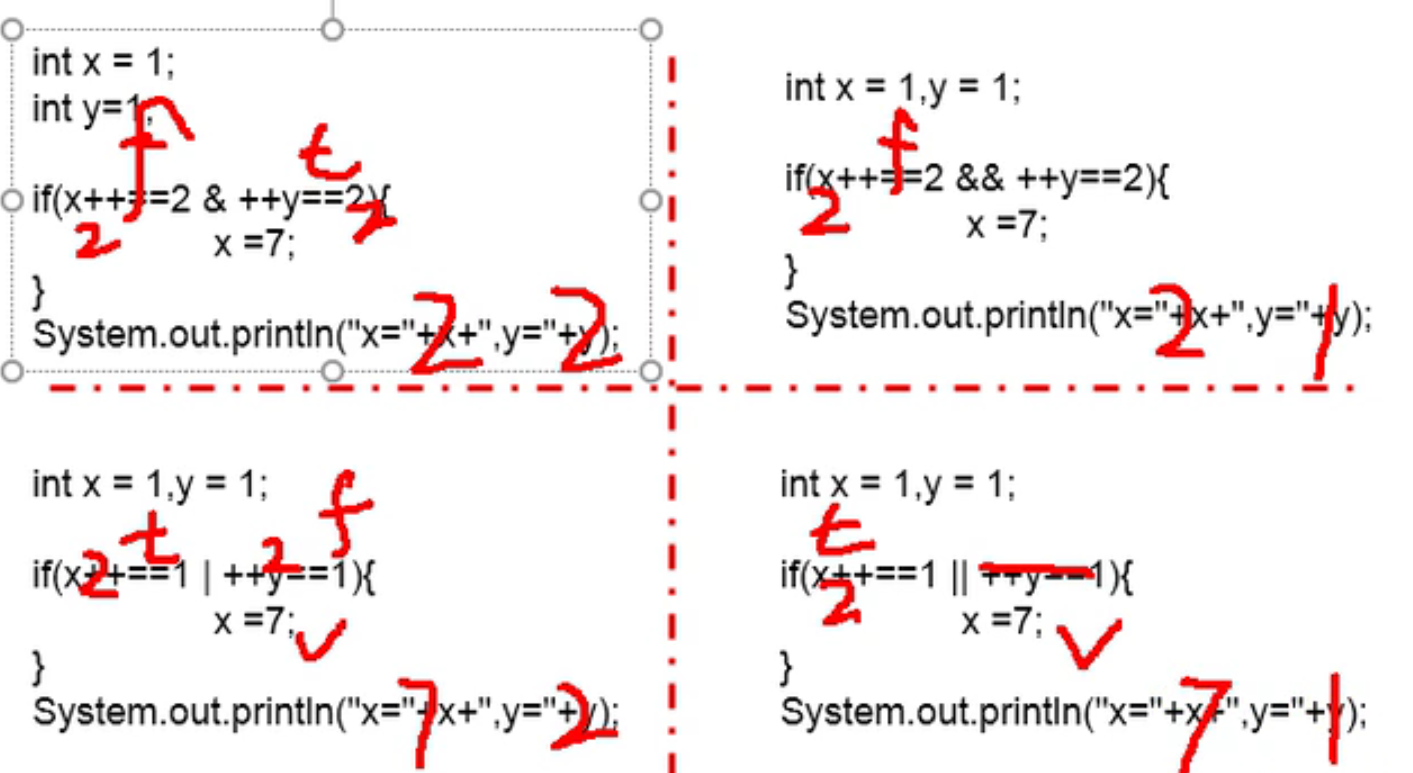 int x = 1;
int y=1;
f
t
if(x++==2 & ++y==2){
2
2
x =7;
}
System.out.println("x="+x+",y="+y);
2 2
int x = 1,y = 1;
f
if(x++==2 && ++y==2){
2
x =7;
}
System.out.println("x="+x+",y="+y);
2 1
int x = 1,y = 1;
t 2 f
if(x++==1 | ++y==1){
2
x =7;
}
System.out.println("x="+x+",y="+y);
7 2
int x = 1,y = 1;
t
if(x++==1 || ++y==1){
2
x =7;
}
System.out.println("x="+x+",y="+y);
7 1